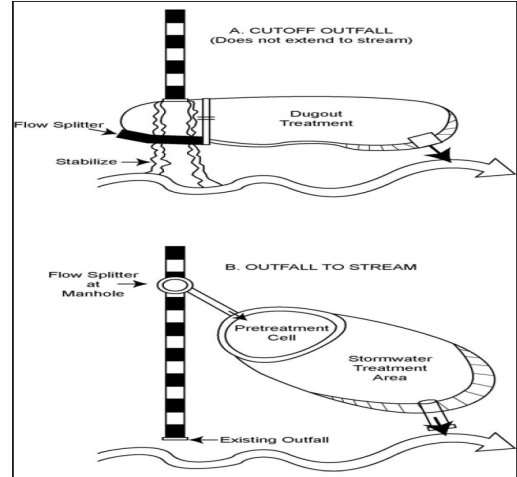 A. CUTOFF OUTFALL
(Does not extend to stream)
Flow Splitter
Dugout
Treatment
Stabilize
B. OUTFALL TO STREAM
Flow Splitter
at
Manhole
Pretreatment
Cell
Stormwater
Treatment
Area
Existing Outfall